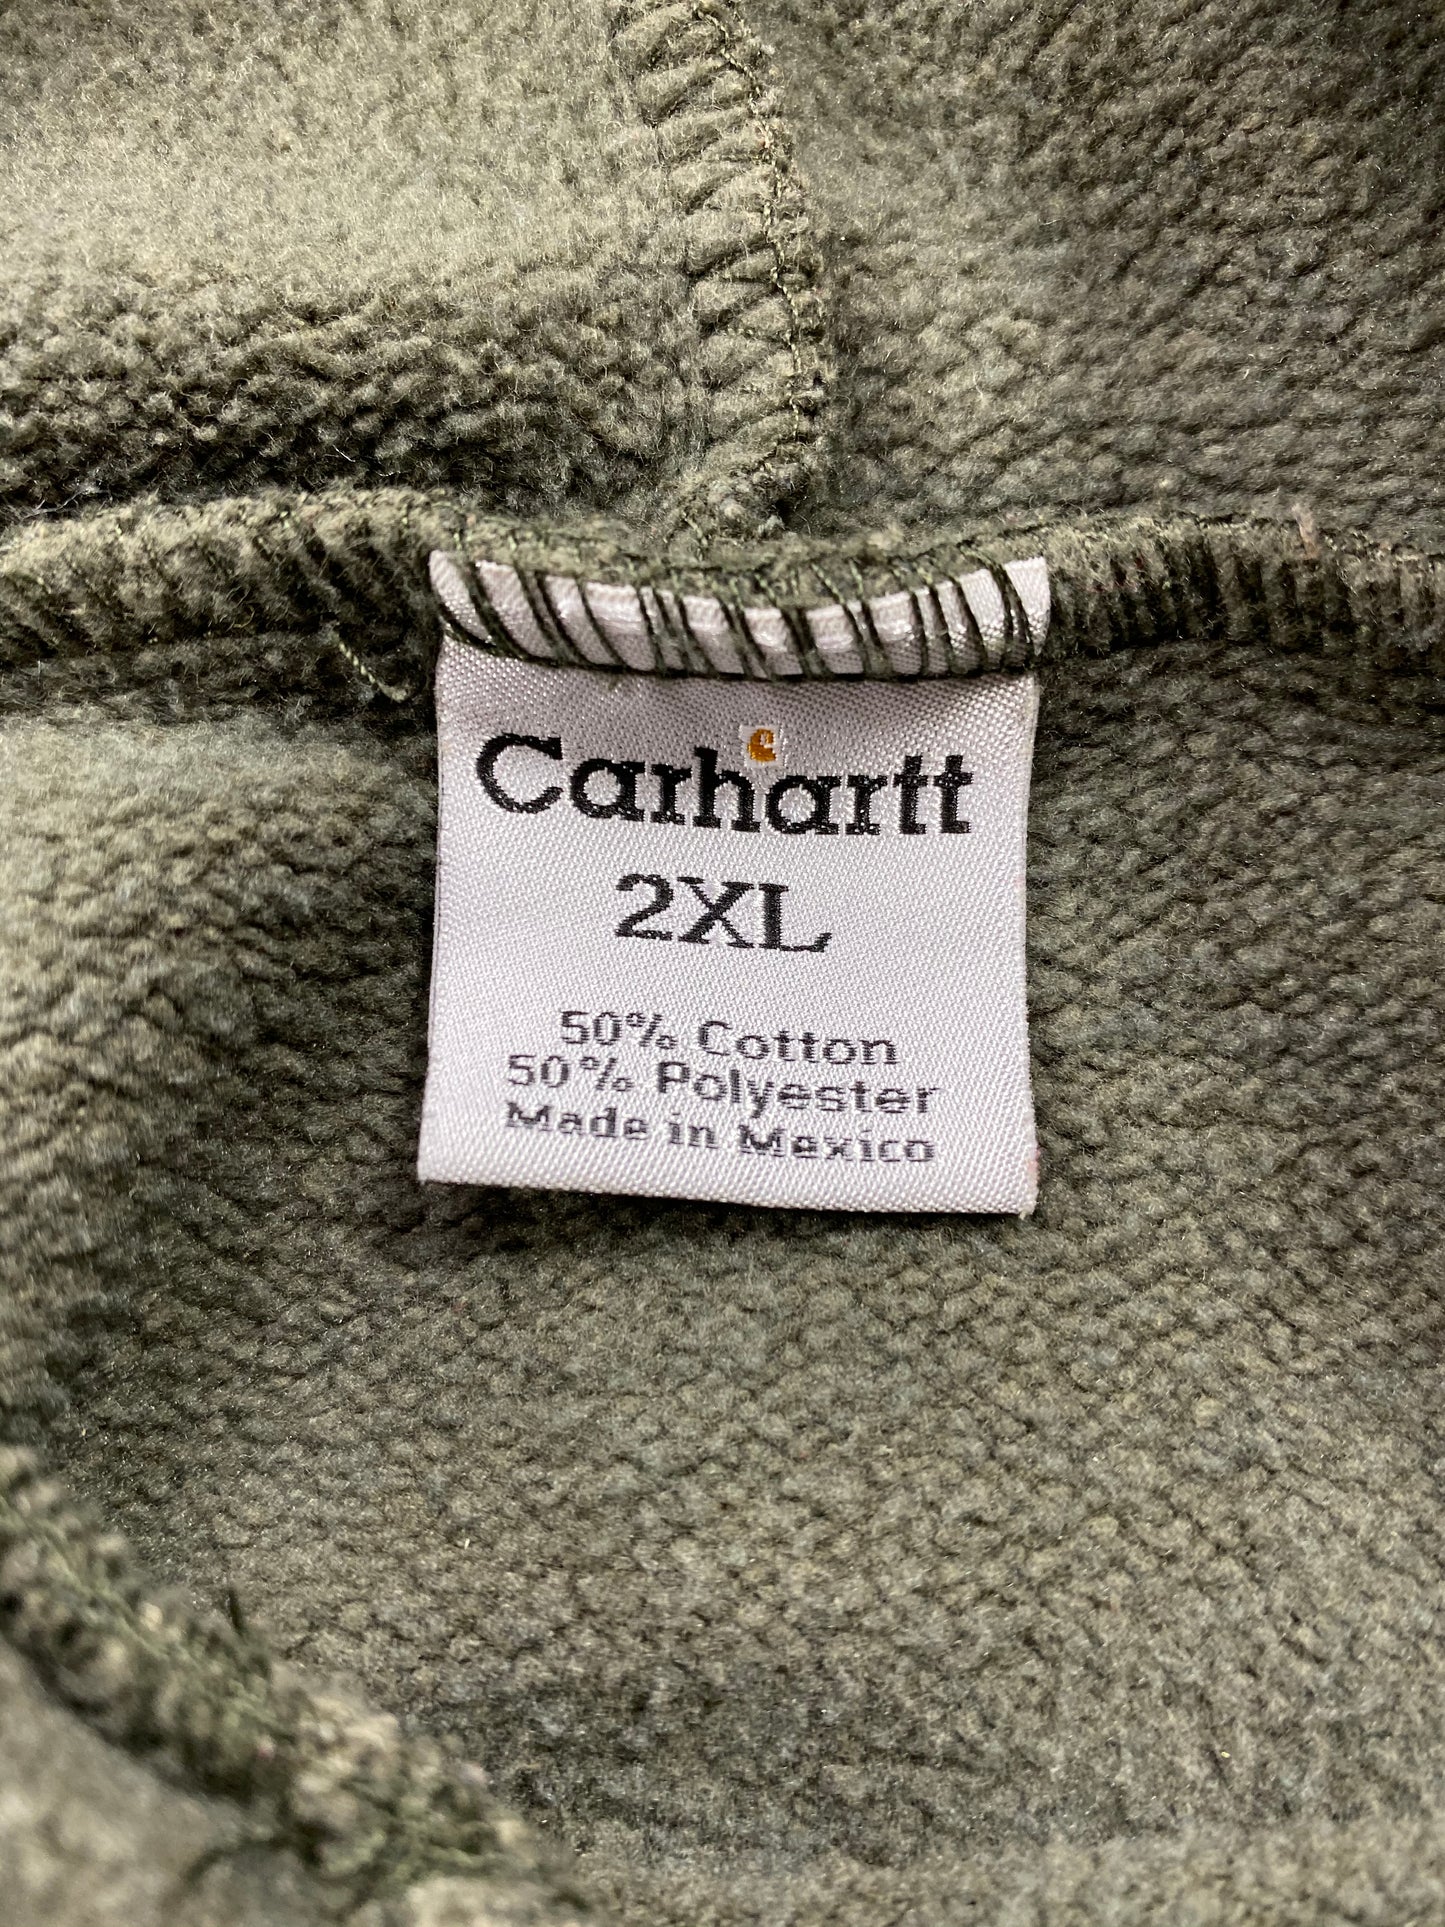 Carhartt
2XL
50% Cotton
50% Polyester
Made in Mexico